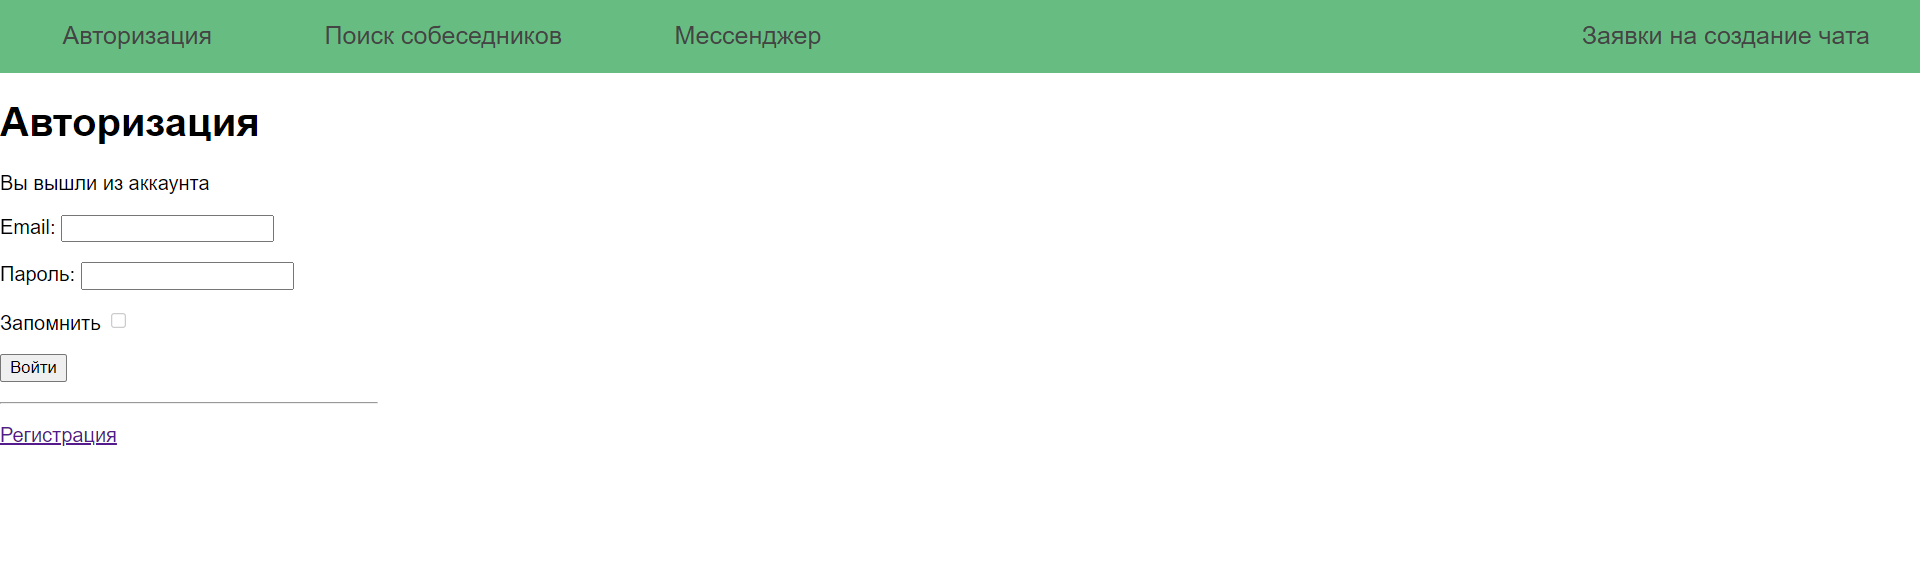 Авторизация Поиск собеседников Мессенджер Заявки на создание чата
Авторизация
Вы вышли из аккаунта
Email:
Пароль:
Запомнить
Войти
Регистрация